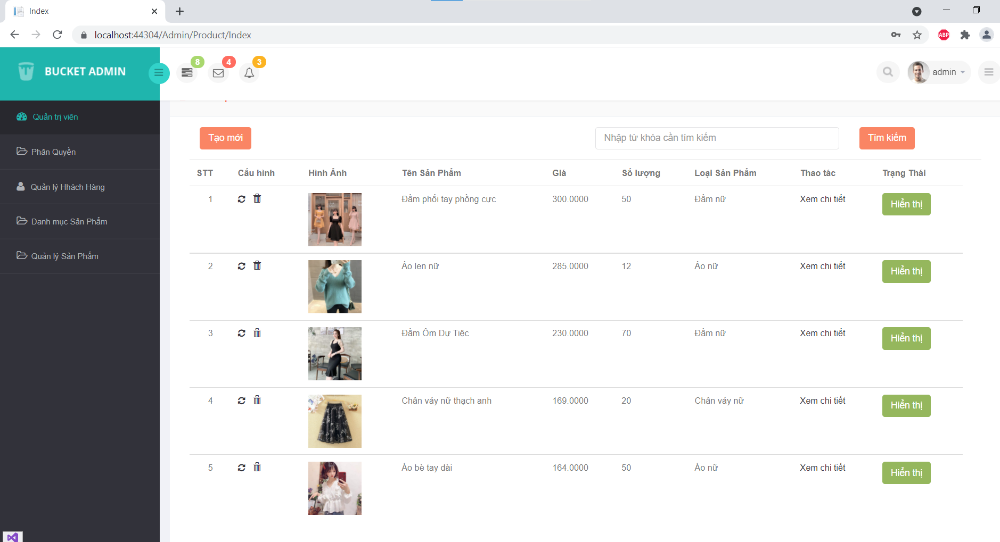 Index
localhost:44304/Admin/Product/Index
ABP
BUCKET ADMIN
8
4
3
admin
Quản trị viên
Phân Quyền
Quản lý Hhách Hàng
Danh mục Sản Phẩm
Quản lý Sản Phẩm
Tạo mới
Nhập từ khóa cần tìm kiếm
Tìm kiếm
STT Cấu hình Hình Ảnh Tên Sản Phẩm Giá Số lượng Loại Sản Phẩm Thao tác Trạng Thái
1 Đầm phối tay phồng cực 300.0000 50 Đầm nữ Xem chi tiết Hiển thị
2 Áo len nữ 285.0000 12 Áo nữ Xem chi tiết Hiển thị
3 Đầm Ôm Dự Tiệc 230.0000 70 Đầm nữ Xem chi tiết Hiển thị
4 Chân váy nữ thạch anh 169.0000 20 Chân váy nữ Xem chi tiết Hiển thị
5 Áo bè tay dài 164.0000 50 Áo nữ Xem chi tiết Hiển thị